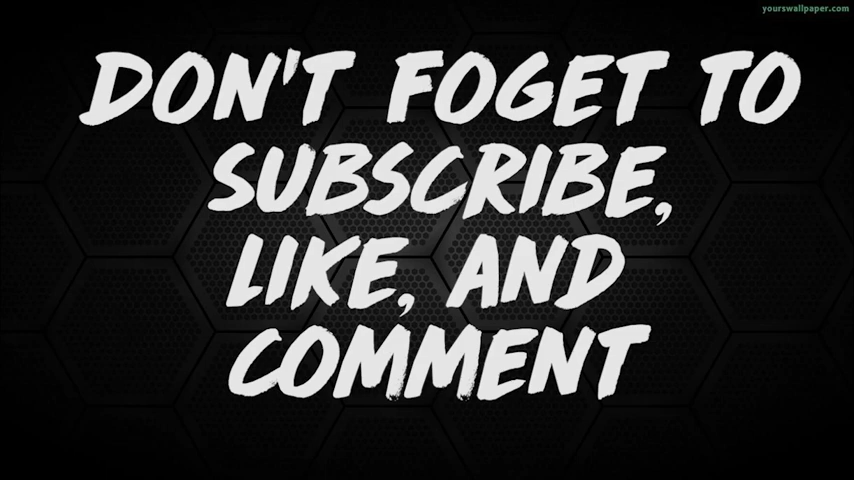 yourswallpaper.com
DON'T FOGET TO
SUBSCRIBE,
LIKE, AND
COMMENT